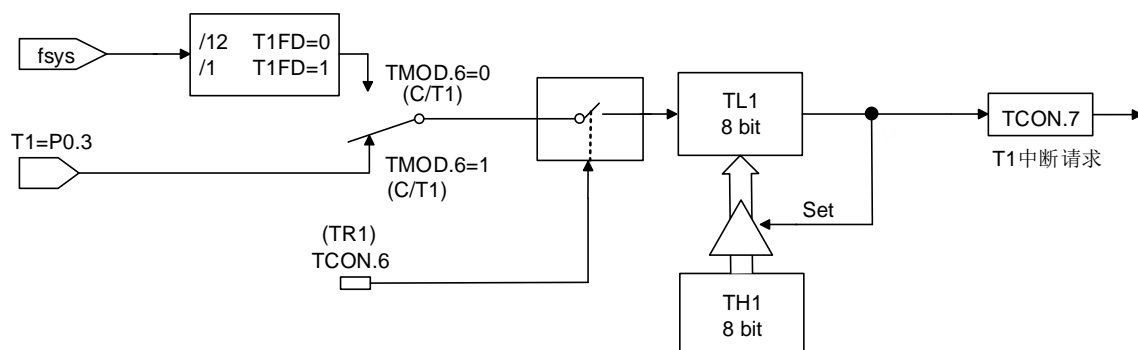 fsys
/12 T1FD=0
/1 T1FD=1
TMOD.6=0
(C/T1)
T1=P0.3
TMOD.6=1
(C/T1)
(TR1)
TCON.6
TL1
8 bit
TCON.7
T1中断请求
Set
TH1
8 bit